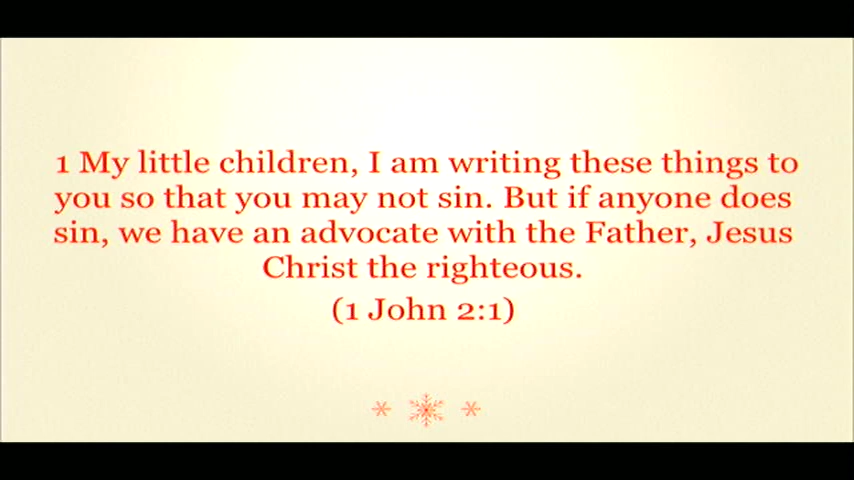 1 My little children, I am writing these things to
you so that you may not sin. But if anyone does
sin, we have an advocate with the Father, Jesus
Christ the righteous.
(1 John 2:1)